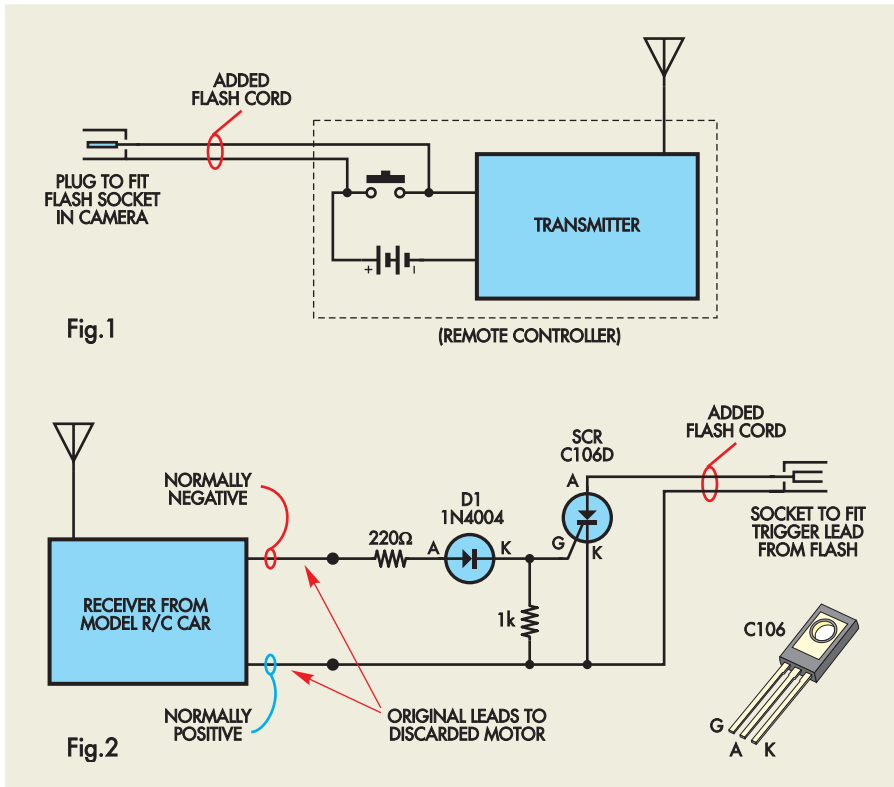 ADDED
FLASH CORD
PLUG TO FIT
FLASH SOCKET
IN CAMERA
+
–
TRANSMITTER
Fig.1
(REMOTE CONTROLLER)
ADDED
FLASH CORD
SCR
C106D
NORMALLY
NEGATIVE
A
D1
1N4004
SOCKET TO FIT
TRIGGER LEAD
FROM FLASH
220Ω
A
K
G
K
RECEIVER FROM
MODEL R/C CAR
1k
C106
NORMALLY
POSITIVE
ORIGINAL LEADS TO
DISCARDED MOTOR
G
A
K
Fig.2